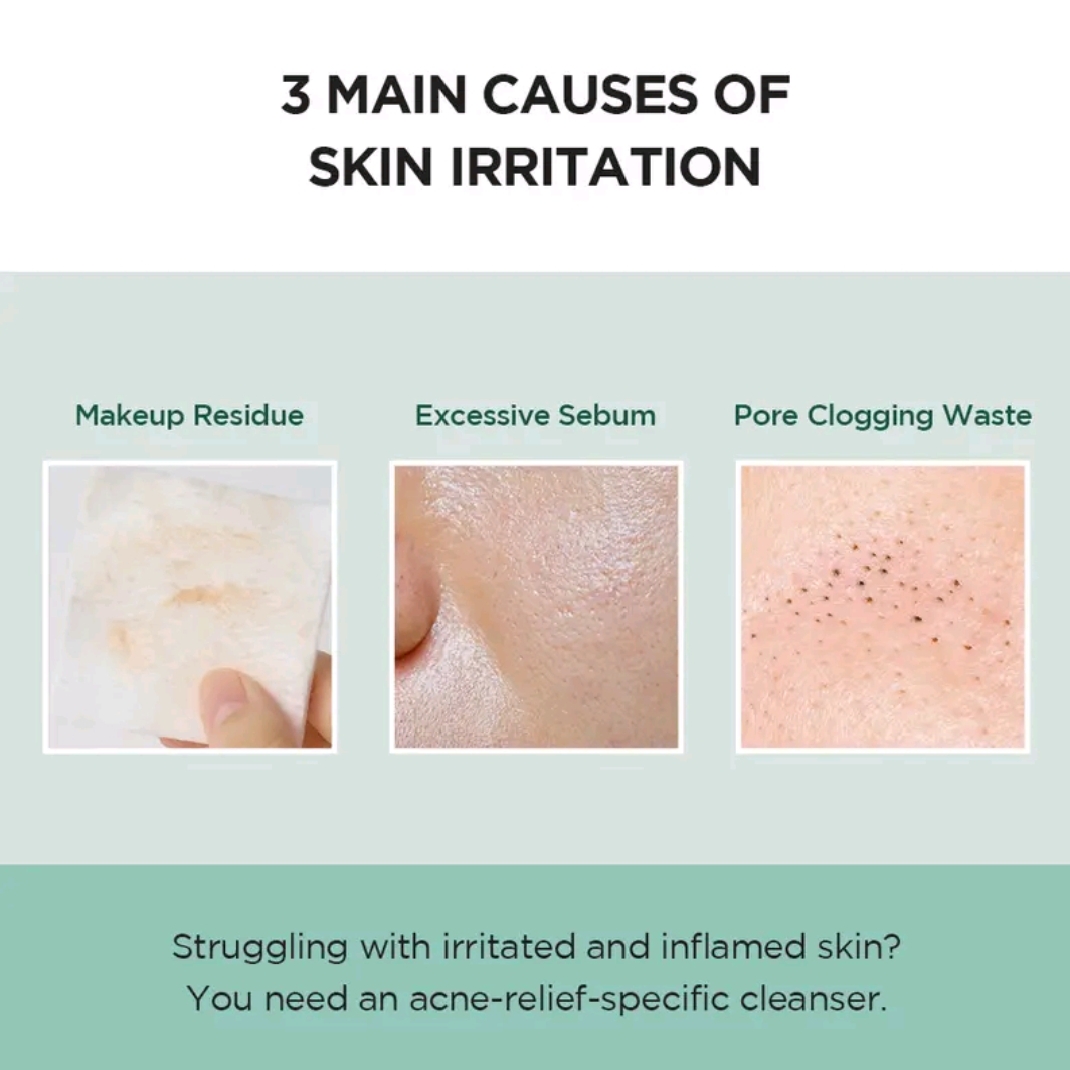 3 MAIN CAUSES OF
SKIN IRRITATION
Makeup Residue
Excessive Sebum
Pore Clogging Waste
Struggling with irritated and inflamed skin?
You need an acne-relief-specific cleanser.